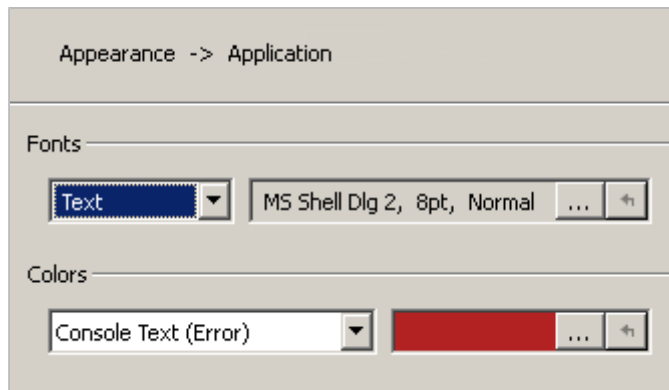 Appearance -> Application
Fonts
Text MS Shell Dlg 2, 8pt, Normal ...
Colors
Console Text (Error) ...